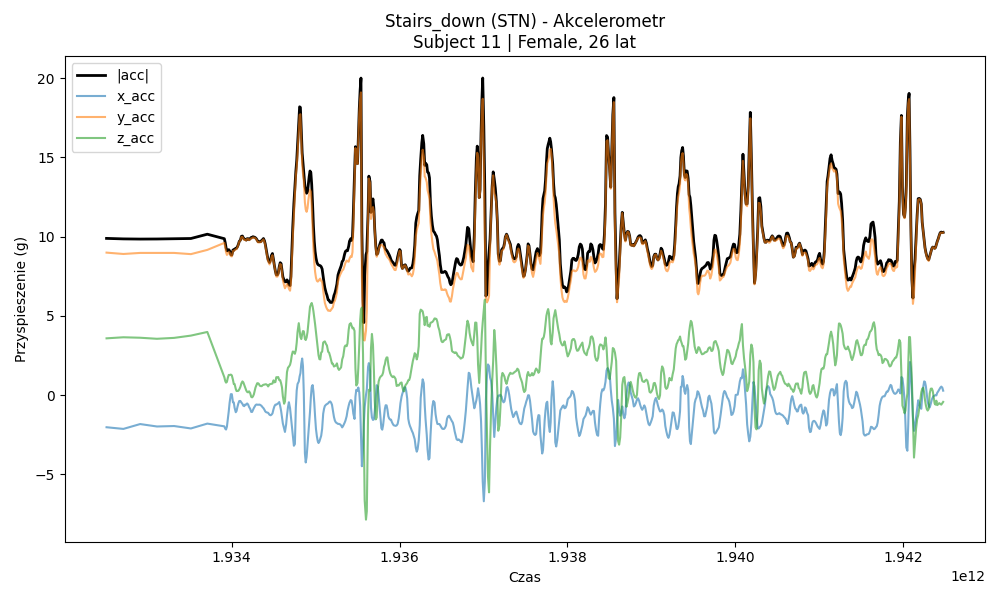 Stairs_down (STN) - Akcelerometr
Subject 11 | Female, 26 lat
|acc|
x_acc
y_acc
z_acc
Przyspieszenie (g)
20
15
10
5
0
−5
1.934
1.936
1.938
1.940
1.942
1e12
Czas